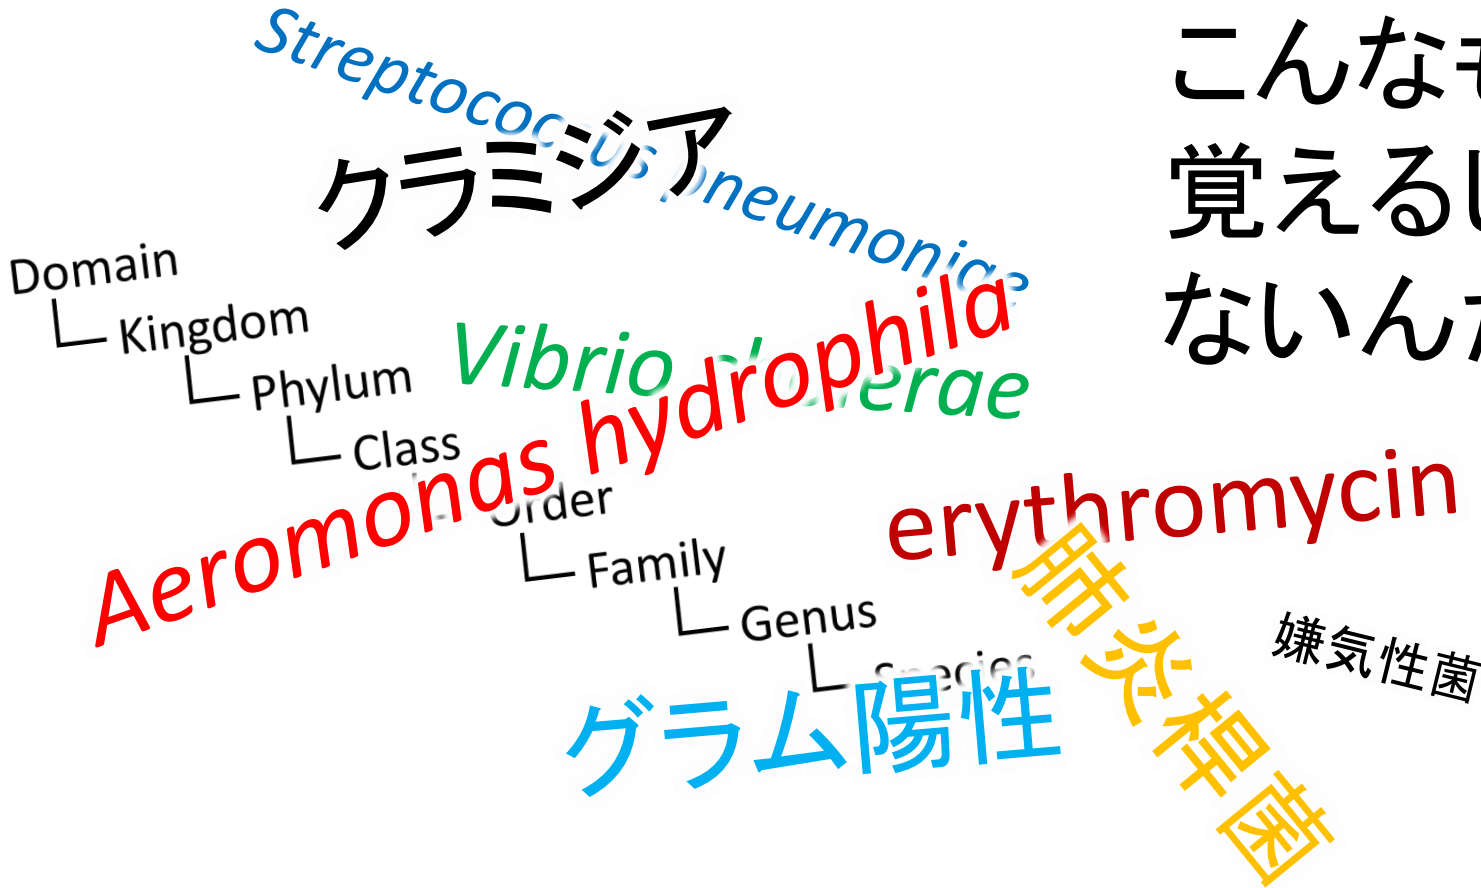 Streptococcus pneumoniae
クラミジア
こんな
覚える
ないん
Domain
Kingdom
Phylum
Class
Order
Family
Genus
Species
Vibrio cholerae
Aeromonas hydrophila
erythromycin
肺炎桿菌
嫌気性菌
グラム陽性